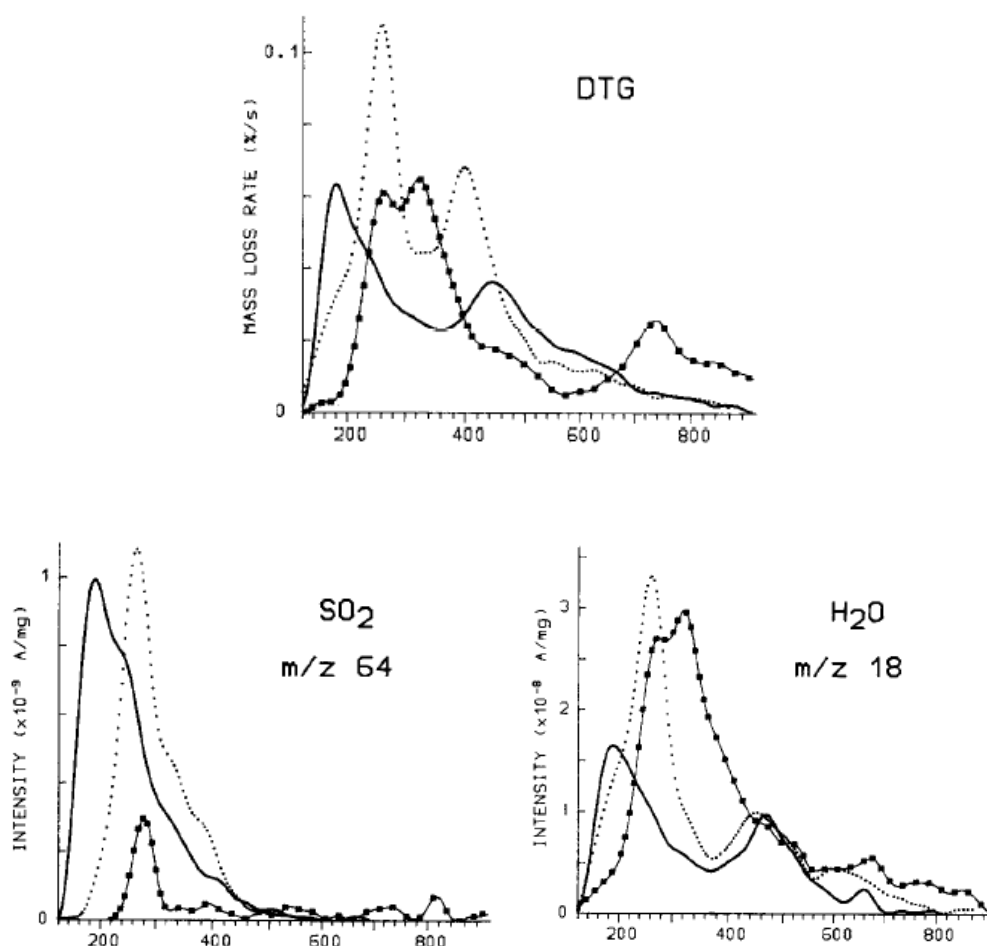 0.1
DTG
MASS LOSS RATE (%/s)
0
200 400 600 800
1
SO2
m/z 64
INTENSITY (x10⁻⁹ A/mg)
0
200 400 600 800
3
H2O
m/z 18
2
INTENSITY (x10⁻⁸ A/mg)
1
0
200 400 600 800